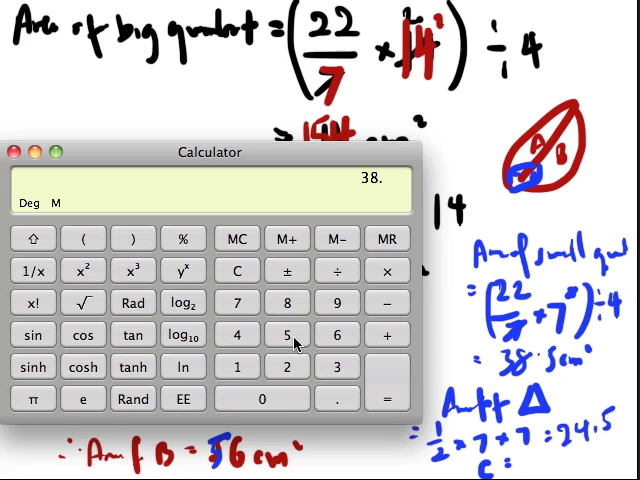 Area of big quadrant = (22/7 × 14²) ÷ 4
= 154 cm²
A
B
14
Calculator
38.
Deg M
( ) % MC M+ M- MR
1/x x² x³ yˣ C ± ÷ ×
x! √ Rad log₂ 7 8 9 −
sin cos tan log₁₀ 4 5 6 +
sinh cosh tanh ln 1 2 3
π e Rand EE 0 . =
Area of small quad
= (22/7 × 7²) ÷ 4
= 38.5 cm²
Area of Δ
= 1/2 × 7 × 7 = 24.5
C =
∴ Area of B = 56 cm²